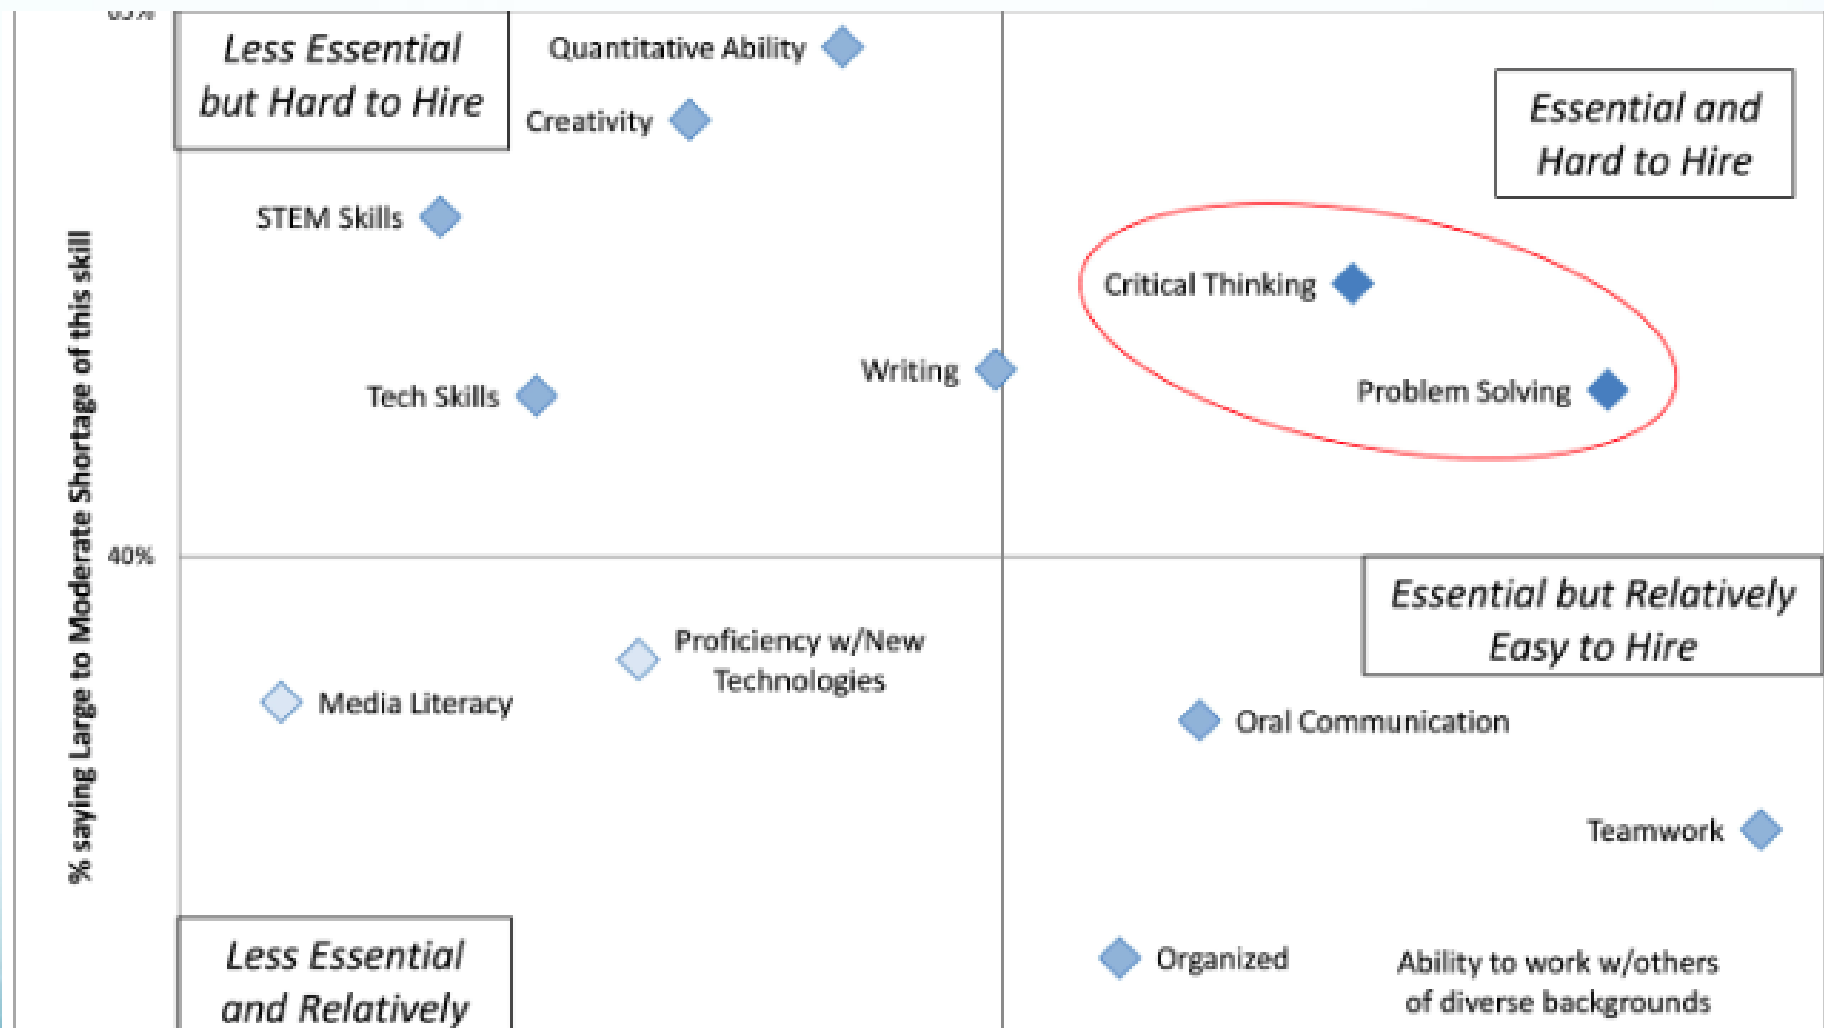 Less Essential
but Hard to Hire
Quantitative Ability
Creativity
Essential and
Hard to Hire
STEM Skills
Critical Thinking
Writing
Problem Solving
Tech Skills
% saying Large to Moderate Shortage of this skill
40%
Essential but Relatively
Easy to Hire
Proficiency w/New
Technologies
Media Literacy
Oral Communication
Teamwork
Organized
Ability to work w/others
of diverse backgrounds
Less Essential
and Relatively